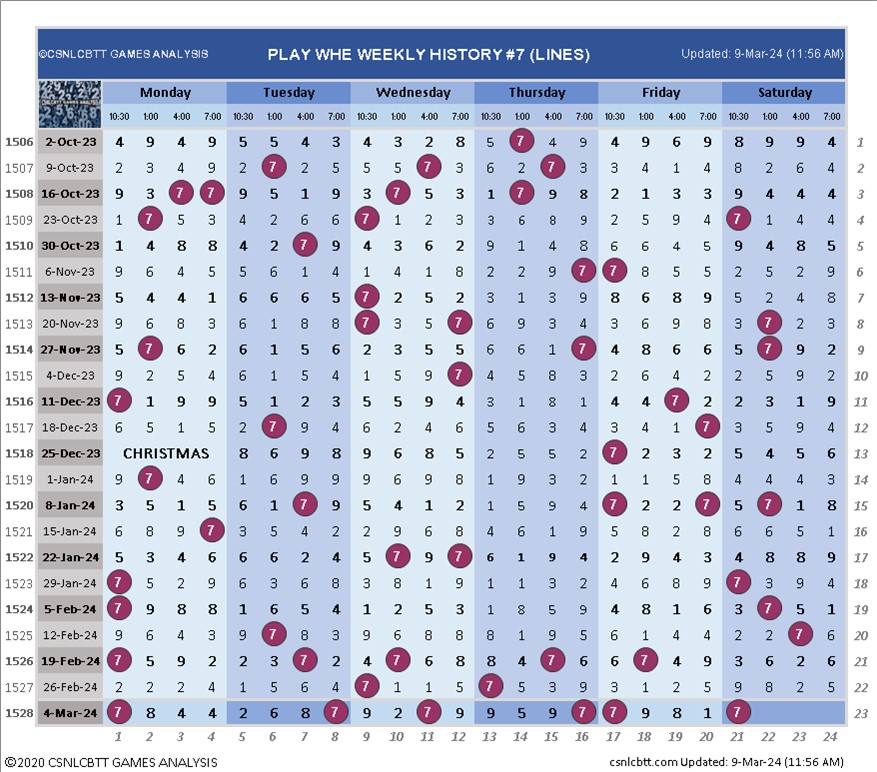 ©CSNLCBTT GAMES ANALYSIS PLAY WHE WEEKLY HISTORY #7 (LINES) Updated: 9-Mar-24 (11:56 AM)
Monday Tuesday Wednesday Thursday Friday Saturday
10:30 1:00 4:00 7:00 10:30 1:00 4:00 7:00 10:30 1:00 4:00 7:00 10:30 1:00 4:00 7:00 10:30 1:00 4:00 7:00 10:30 1:00 4:00 7:00
1506 2-Oct-23 4 9 4 9 5 5 4 3 4 3 2 8 5 7 4 9 4 9 6 9 8 9 9 4 1
1507 9-Oct-23 2 3 4 9 2 7 2 5 5 5 7 3 6 2 7 2 3 4 1 4 8 2 6 4 2
1508 16-Oct-23 9 3 7 7 9 5 1 9 3 7 5 3 1 7 9 8 2 1 3 3 9 4 4 4 3
1509 23-Oct-23 1 7 5 3 4 2 6 6 7 1 2 3 3 6 8 9 2 5 9 4 7 1 4 4 4
1510 30-Oct-23 1 4 8 8 4 2 7 9 4 3 6 2 9 1 4 8 6 6 4 5 9 4 8 5 5
1511 6-Nov-23 9 6 4 5 5 6 1 4 1 4 1 8 2 2 9 7 7 8 5 5 2 5 2 9 6
1512 13-Nov-23 5 4 4 1 6 6 6 5 7 2 5 2 3 1 3 9 8 6 8 9 5 2 4 8 7
1513 20-Nov-23 9 6 8 3 6 1 8 8 7 3 5 7 6 9 3 4 3 6 9 8 3 7 2 3 8
1514 27-Nov-23 5 7 6 2 6 1 5 6 2 3 5 5 6 6 1 7 4 8 6 6 5 7 9 2 9
1515 4-Dec-23 9 2 5 4 6 1 5 4 1 5 9 7 4 5 8 3 2 6 4 2 2 5 9 2 10
1516 11-Dec-23 7 1 9 9 5 1 2 3 5 5 9 4 3 1 8 1 4 4 7 2 2 3 1 9 11
1517 18-Dec-23 6 5 1 5 2 7 9 4 6 2 4 6 5 6 3 4 3 4 1 7 3 5 9 4 12
1518 25-Dec-23 CHRISTMAS 8 6 9 8 9 6 8 5 2 5 5 2 7 2 3 2 5 4 5 6 13
1519 1-Jan-24 9 7 4 6 1 6 9 9 9 6 9 8 1 9 3 2 1 1 5 8 4 4 4 3 14
1520 8-Jan-24 3 5 1 5 6 1 7 9 5 4 1 2 1 5 9 4 7 2 2 7 5 7 1 8 15
1521 15-Jan-24 6 8 9 7 3 5 4 2 2 9 6 8 4 6 1 9 5 8 2 8 6 6 5 1 16
1522 22-Jan-24 5 3 4 6 6 6 2 4 5 7 9 7 6 1 9 4 2 9 4 3 4 8 8 9 17
1523 29-Jan-24 7 5 2 9 6 3 6 8 3 8 1 9 1 1 3 2 4 6 8 9 7 3 9 4 18
1524 5-Feb-24 7 9 8 8 1 6 5 4 1 2 5 3 1 8 5 9 4 8 1 6 3 7 5 1 19
1525 12-Feb-24 9 6 4 3 9 7 8 3 9 6 8 8 8 1 9 5 6 1 4 4 2 2 7 6 20
1526 19-Feb-24 7 5 9 2 2 3 7 2 4 7 6 8 8 4 7 6 6 7 4 9 3 6 2 6 21
1527 26-Feb-24 2 2 2 4 1 5 6 4 7 1 1 5 7 5 3 9 3 1 2 5 9 8 2 5 22
1528 4-Mar-24 7 8 4 4 2 6 8 7 9 2 7 9 9 5 9 7 7 9 8 1 7 23
1 2 3 4 5 6 7 8 9 10 11 12 13 14 15 16 17 18 19 20 21 22 23 24
©2020 CSNLCBTT GAMES ANALYSIS csnlcbtt.com Updated: 9-Mar-24 (11:56 AM)